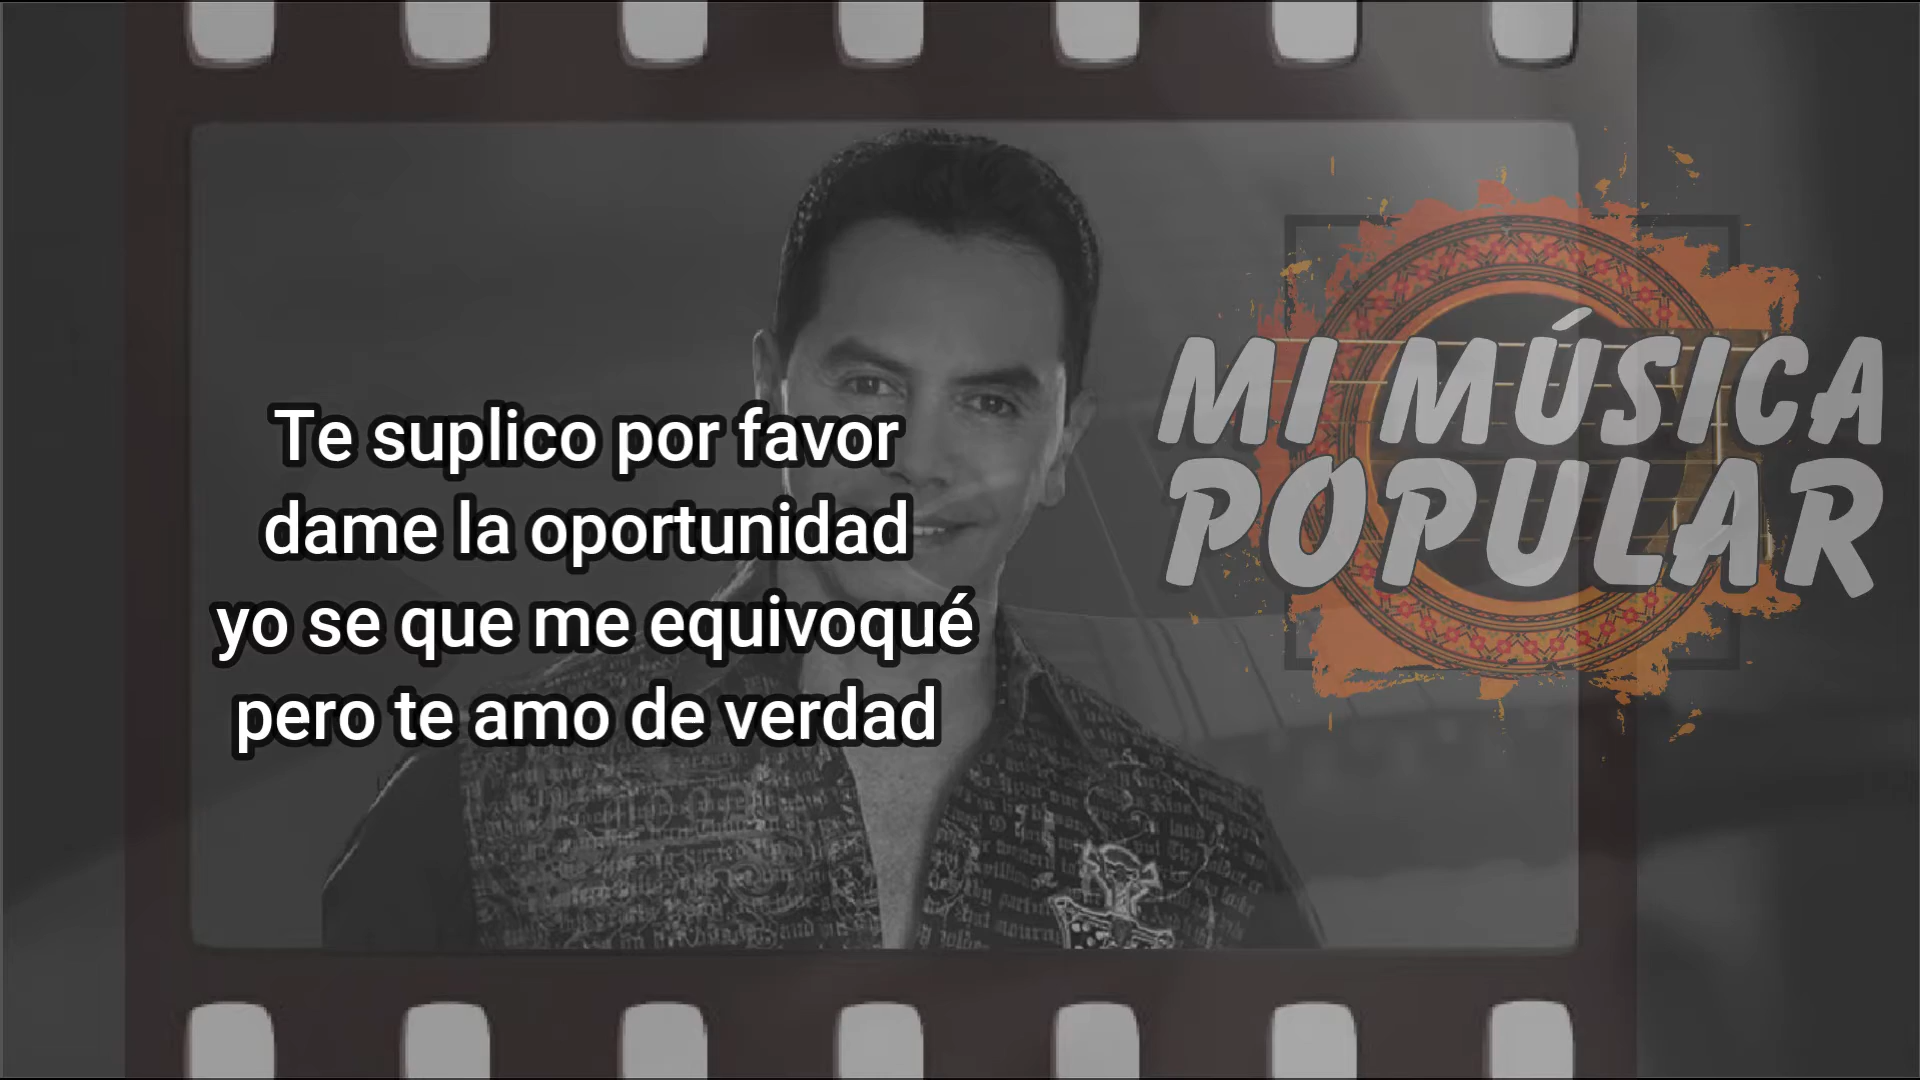 Te suplico por favor
dame la oportunidad
yo se que me equivoqué
pero te amo de verdad
MI MÚSICA
POPULAR